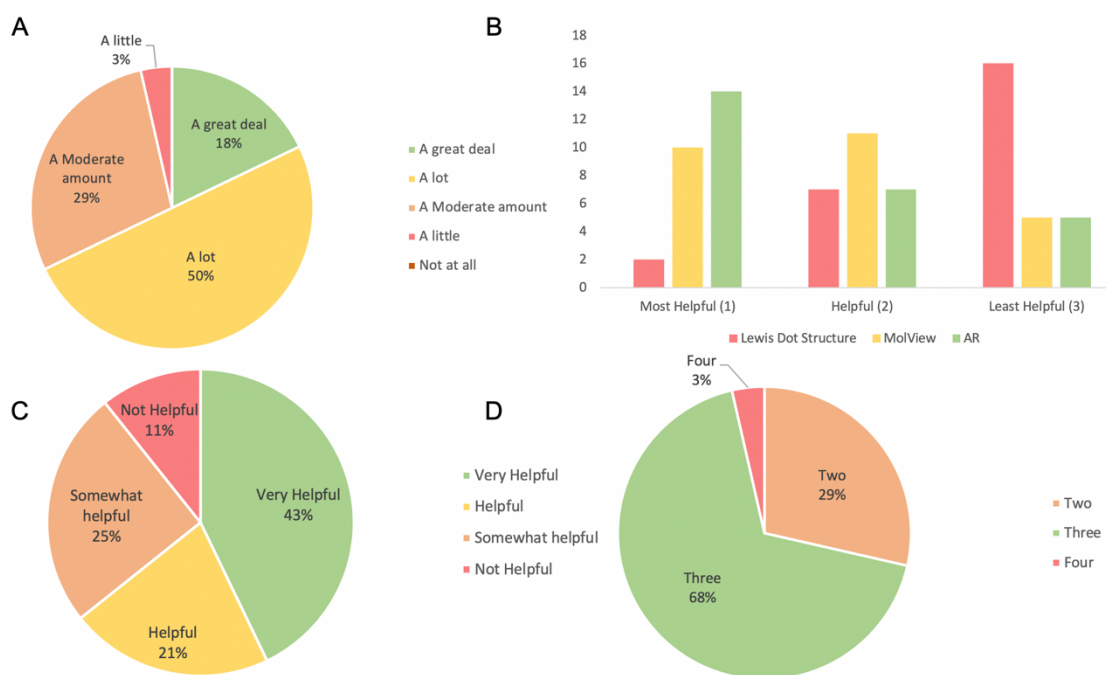 A
A little
3%
A great deal
18%
A Moderate
amount
29%
A lot
50%
A great deal
A lot
A Moderate amount
A little
Not at all
B
18
16
14
12
10
8
6
4
2
0
Most Helpful (1)
Helpful (2)
Least Helpful (3)
Lewis Dot Structure
MolView
AR
C
Not Helpful
11%
Very Helpful
43%
Somewhat
helpful
25%
Helpful
21%
Very Helpful
Helpful
Somewhat helpful
Not Helpful
D
Four
3%
Two
29%
Three
68%
Two
Three
Four